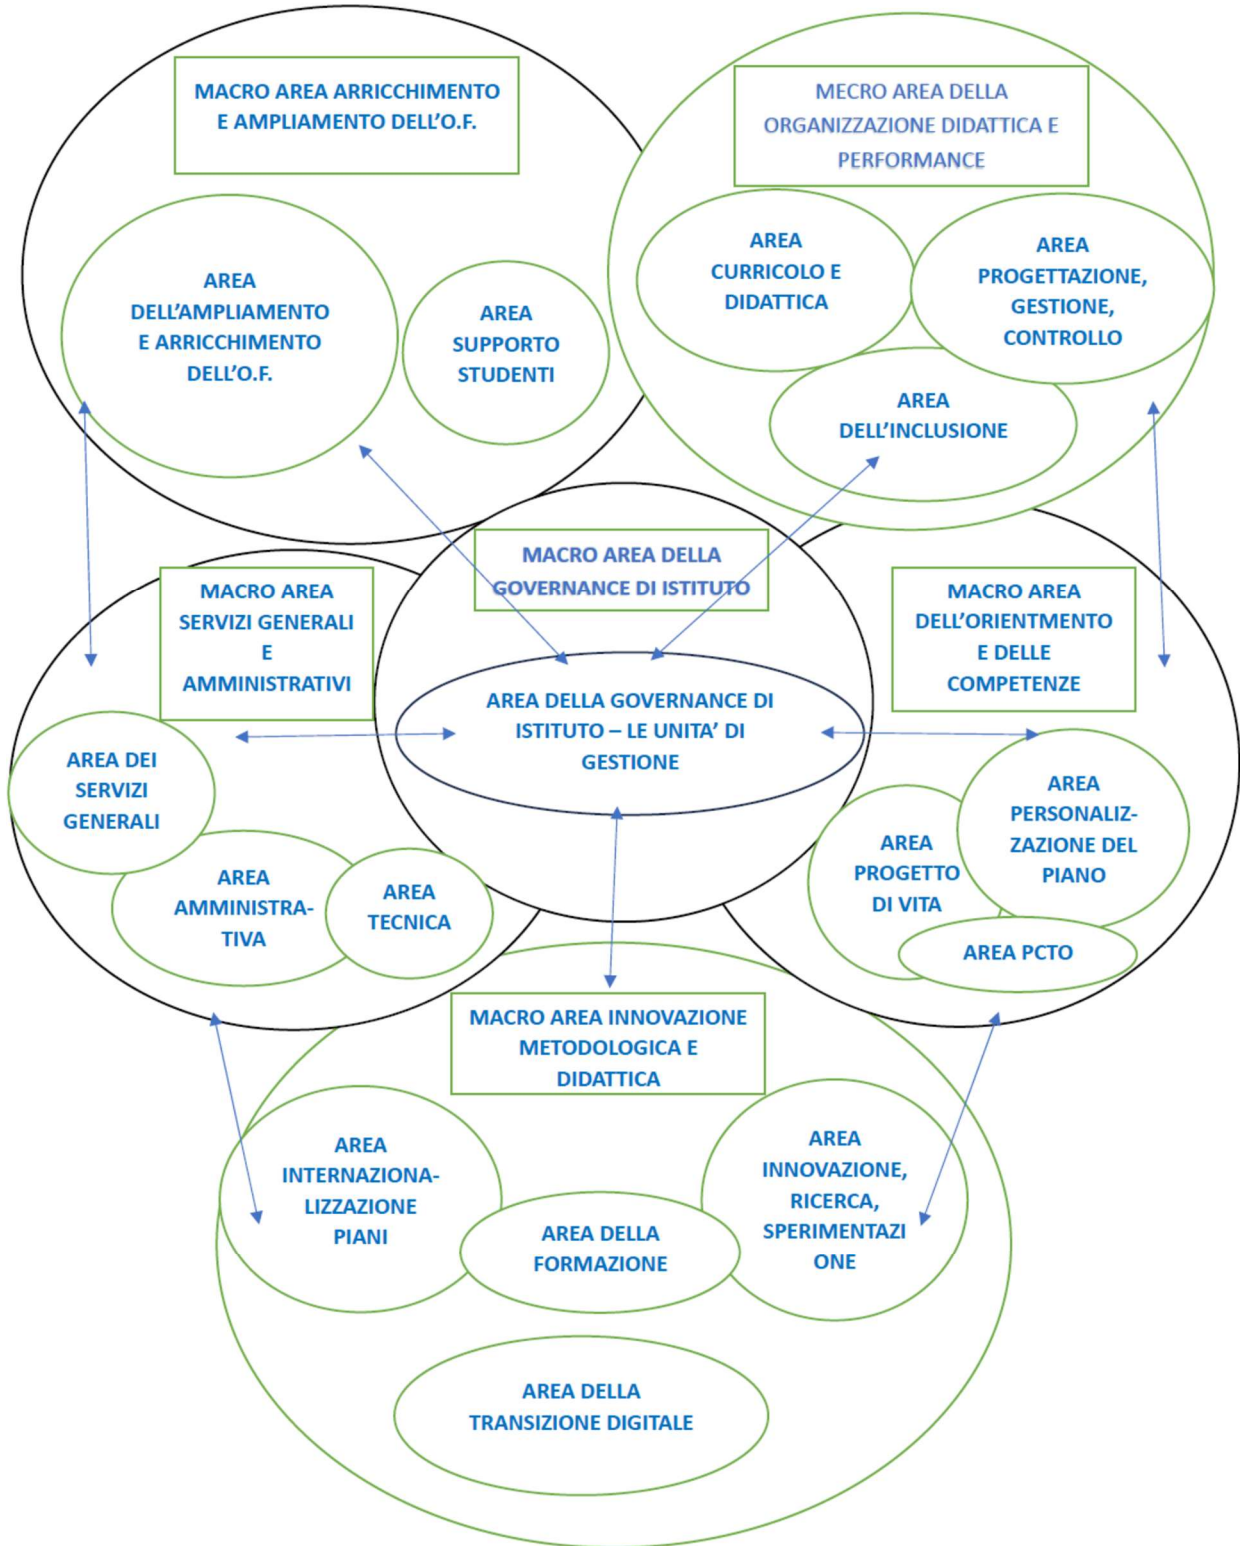 MACRO AREA ARRICCHIMENTO
E AMPLIAMENTO DELL'O.F.
AREA
DELL'AMPLIAMENTO
E ARRICCHIMENTO
DELL'O.F.
AREA
SUPPORTO
STUDENTI
MECRO AREA DELLA
ORGANIZZAZIONE DIDATTICA E
PERFORMANCE
AREA
CURRICOLO E
DIDATTICA
AREA
PROGETTAZIONE,
GESTIONE,
CONTROLLO
AREA
DELL'INCLUSIONE
MACRO AREA DELLA
GOVERNANCE DI ISTITUTO
AREA DELLA GOVERNANCE DI
ISTITUTO – LE UNITA' DI
GESTIONE
MACRO AREA
SERVIZI GENERALI
E
AMMINISTRATIVI
AREA DEI
SERVIZI
GENERALI
AREA
AMMINISTRA-
TIVA
AREA
TECNICA
MACRO AREA
DELL'ORIENTMENTO
E DELLE
COMPETENZE
AREA
PERSONALIZ-
ZAZIONE DEL
PIANO
AREA
PROGETTO
DI VITA
AREA PCTO
MACRO AREA INNOVAZIONE
METODOLOGICA E
DIDATTICA
AREA
INTERNAZIONA-
LIZZAZIONE
PIANI
AREA DELLA
FORMAZIONE
AREA
INNOVAZIONE,
RICERCA,
SPERIMENTAZI
ONE
AREA DELLA
TRANSIZIONE DIGITALE